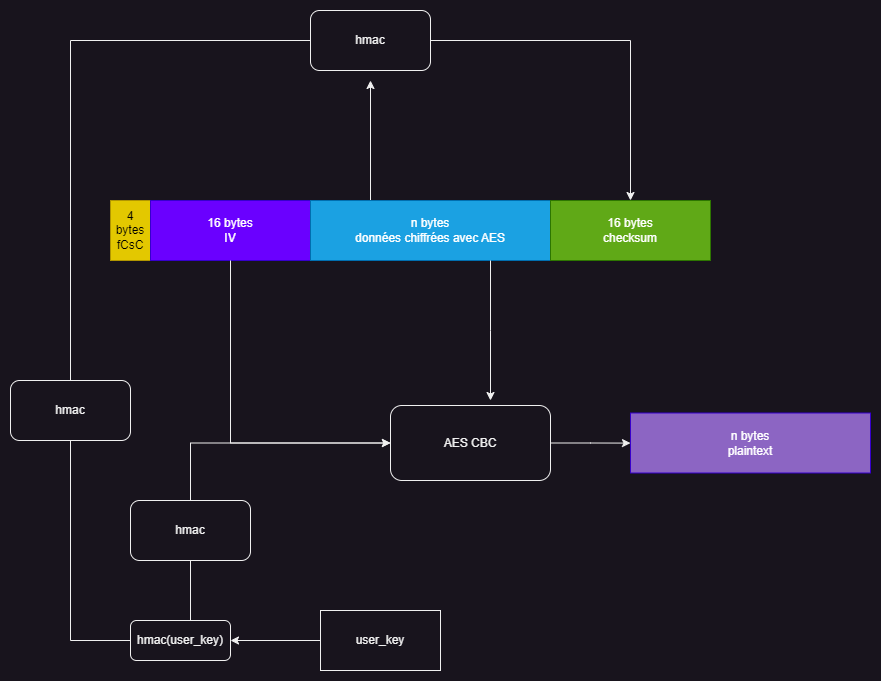 hmac
4
bytes
fCsC
16 bytes
IV
n bytes
données chiffrées avec AES
16 bytes
checksum
hmac
AES CBC
n bytes
plaintext
hmac
hmac(user_key)
user_key